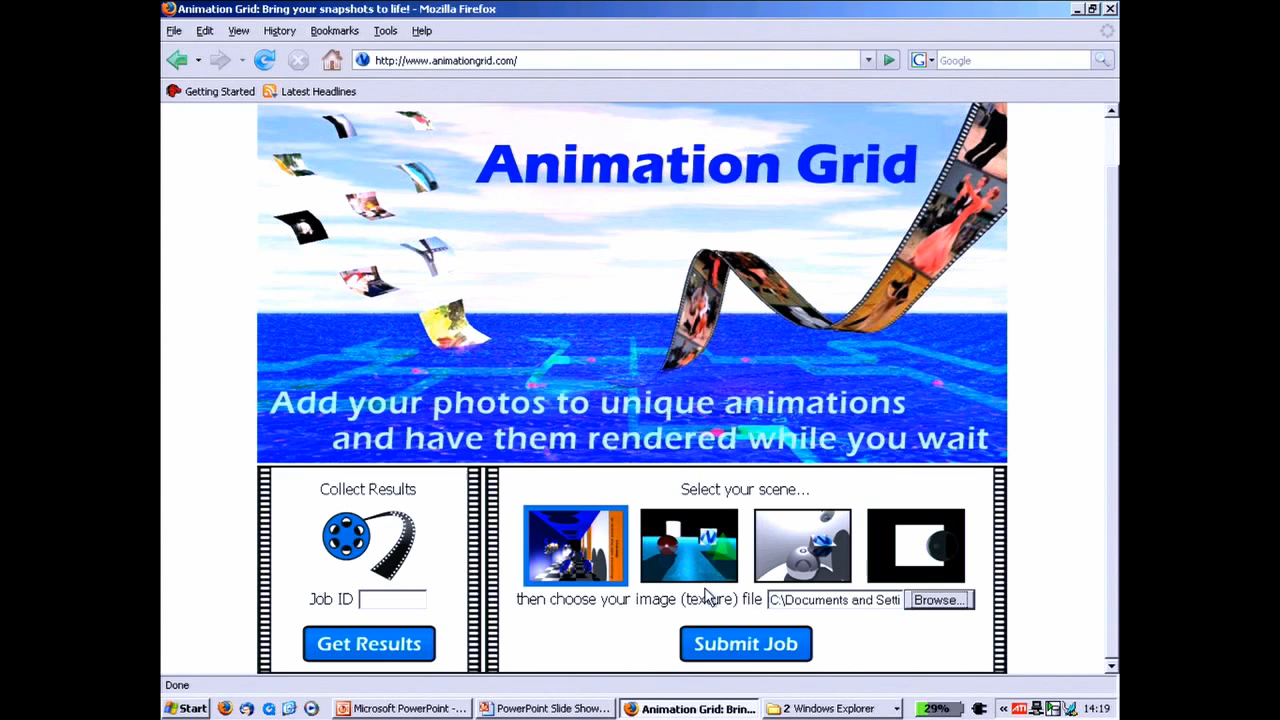 Animation Grid: Bring your snapshots to life! - Mozilla Firefox
File Edit View History Bookmarks Tools Help
http://www.animationgrid.com/
G Google
Getting Started Latest Headlines
Animation Grid
Add your photos to unique animations
and have them rendered while you wait
Collect Results
Select your scene...
Job ID
then choose your image (texture) file C:\Documents and Setti Browse...
Get Results
Submit Job
Done
Start Microsoft PowerPoint -... PowerPoint Slide Show... Animation Grid: Brin... 2 Windows Explorer 29% « ATI 14:19